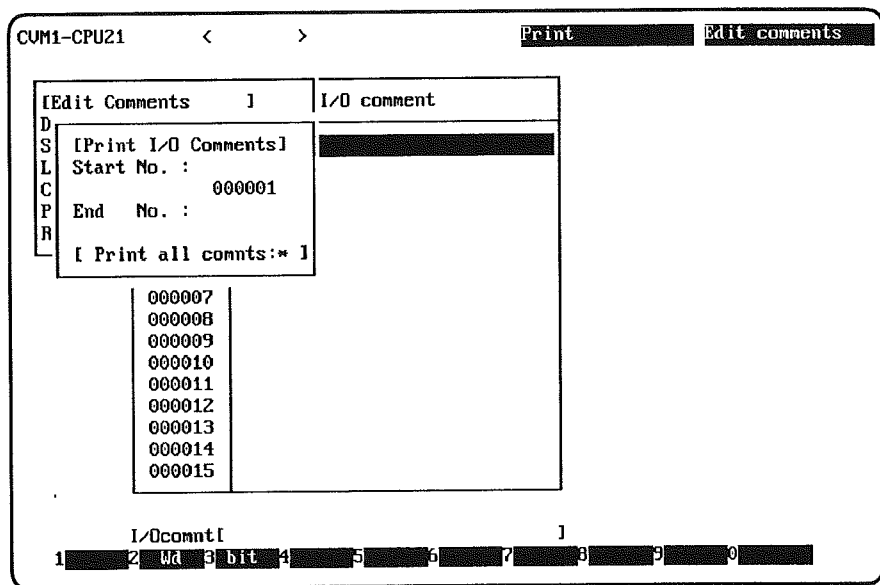 CVM1-CPU21 < > Print Edit comments
[Edit Comments ] I/O comment
D
S [Print I/O Comments]
L Start No. :
C 000001
P End No. :
R
[ Print all comnts:* ]
000007
000008
000009
000010
000011
000012
000013
000014
000015
I/Ocomnt[ ]
1 2 Wd 3 bit 4 5 6 7 8 9 0